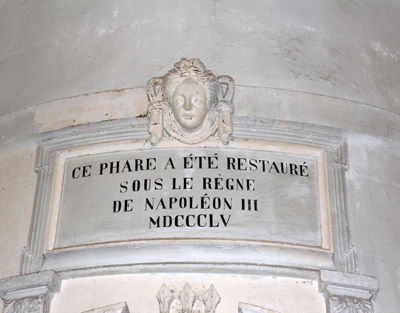 CE PHARE A ÉTÉ RESTAURÉ
SOUS LE RÈGNE
DE NAPOLÉON III
MDCCCLV